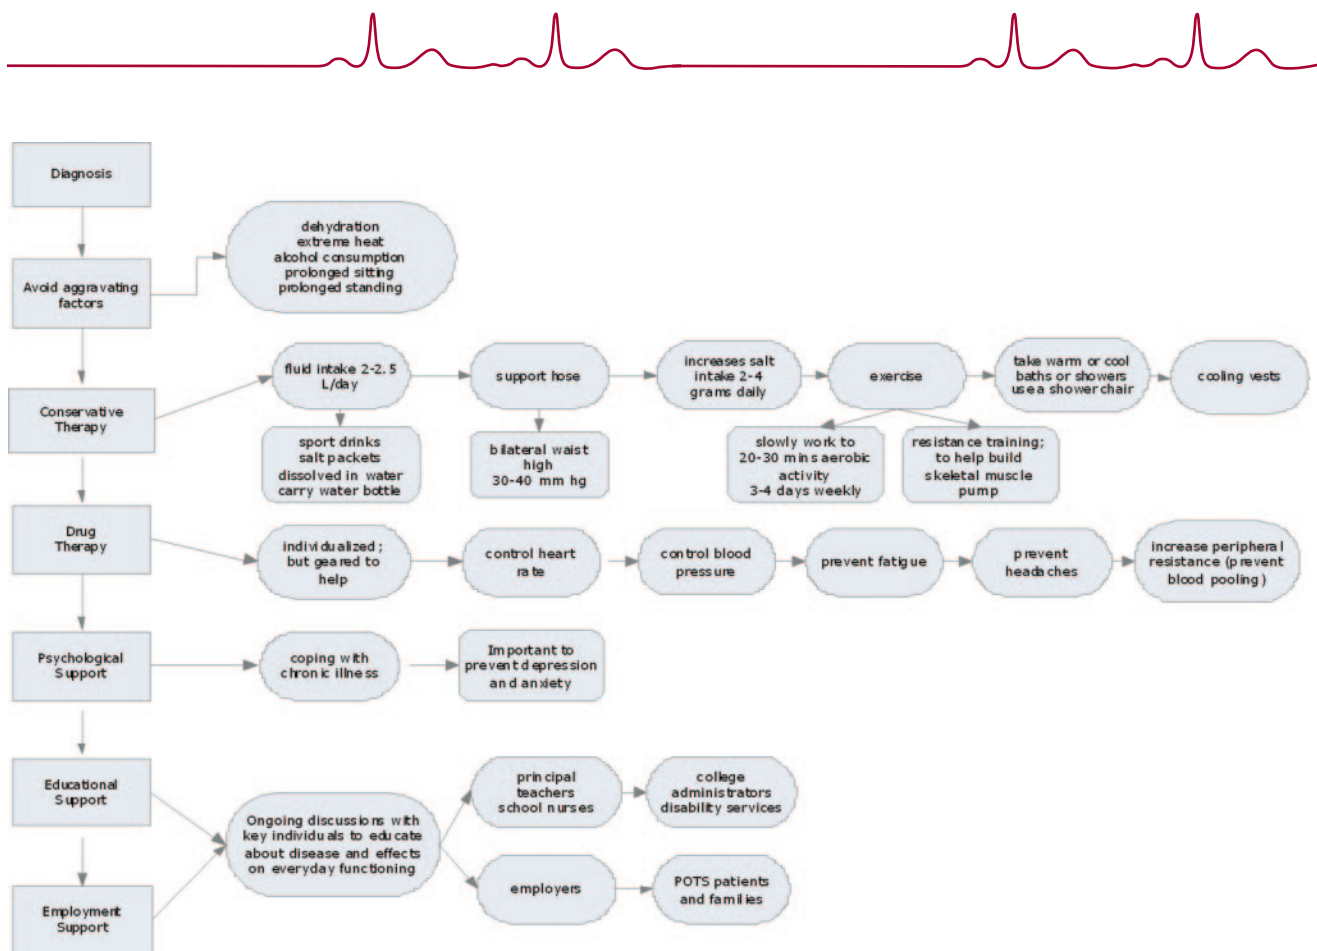 Diagnosis
dehydration
extreme heat
alcohol consumption
prolonged sitting
prolonged standing
Avoid aggravating
factors
fluid intake 2-2. 5
L/day
support hose
increases salt
intake 2-4
grams daily
exercise
take warm or cool
baths or showers
use a shower chair
cooling vests
Conservative
Therapy
sport drinks
salt packets
dissolved in water
carry water bottle
bilateral waist
high
30-40 mm hg
slowly work to
20-30 mins aerobic
activity
3-4 days weekly
resistance training;
to help build
skeletal muscle
pump
Drug
Therapy
individualized ;
but geared to
help
control heart
rate
control blood
pressure
prevent fatigue
prevent
headaches
increase peripheral
resistance (prevent
blood pooling )
Psychological
Support
coping with
chronic illness
Important to
prevent depression
and anxiety
Educational
Support
Ongoing discussions with
key individuals to educate
about disease and effects
on everyday functioning
principal
teachers
school nurses
college
administrators
disability services
employers
POTS patients
and families
Employment
Support